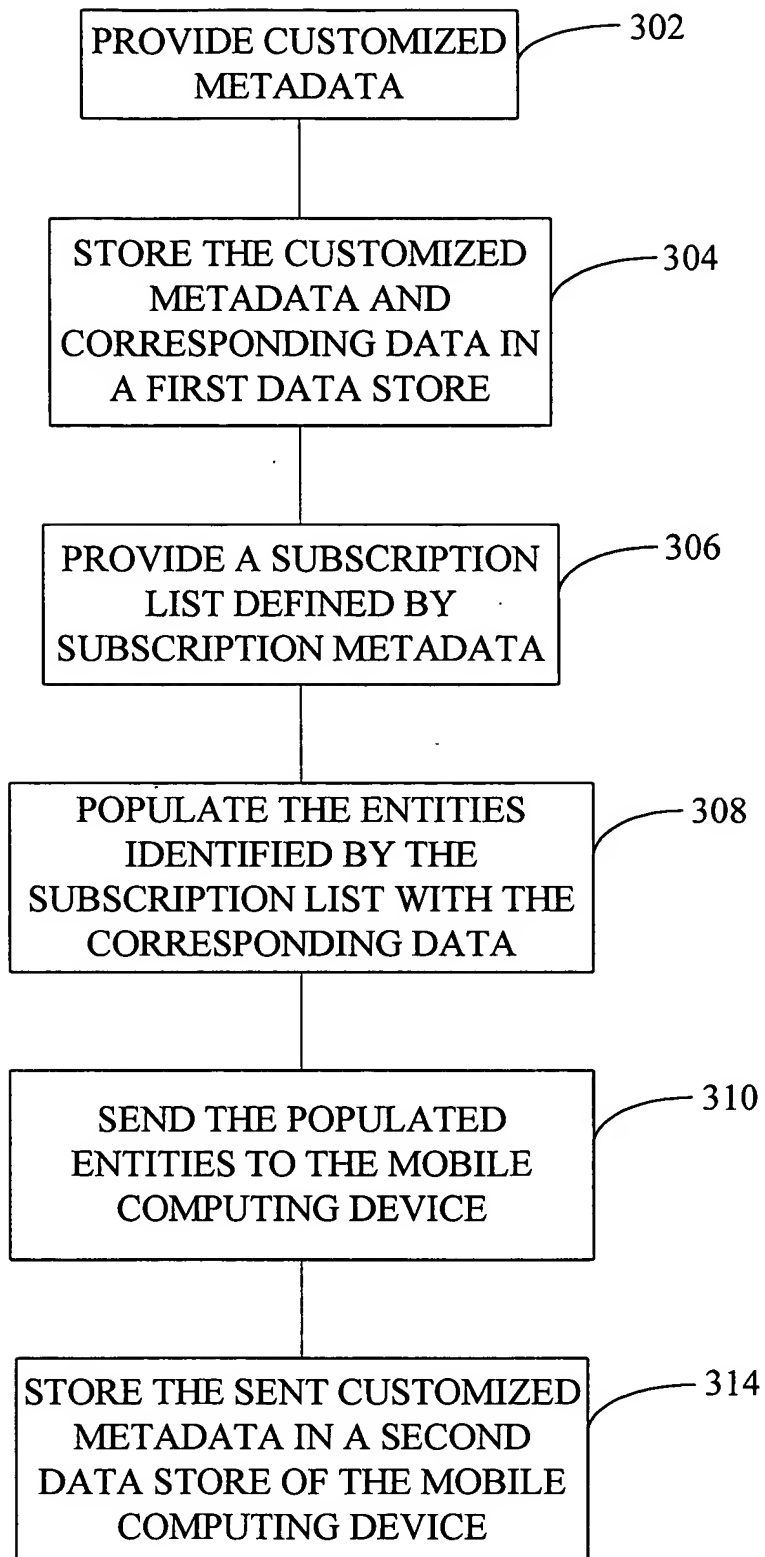 PROVIDE CUSTOMIZED
METADATA
302
STORE THE CUSTOMIZED
METADATA AND
CORRESPONDING DATA IN
A FIRST DATA STORE
304
PROVIDE A SUBSCRIPTION
LIST DEFINED BY
SUBSCRIPTION METADATA
306
POPULATE THE ENTITIES
IDENTIFIED BY THE
SUBSCRIPTION LIST WITH THE
CORRESPONDING DATA
308
SEND THE POPULATED
ENTITIES TO THE MOBILE
COMPUTING DEVICE
310
STORE THE SENT CUSTOMIZED
METADATA IN A SECOND
DATA STORE OF THE MOBILE
COMPUTING DEVICE
314